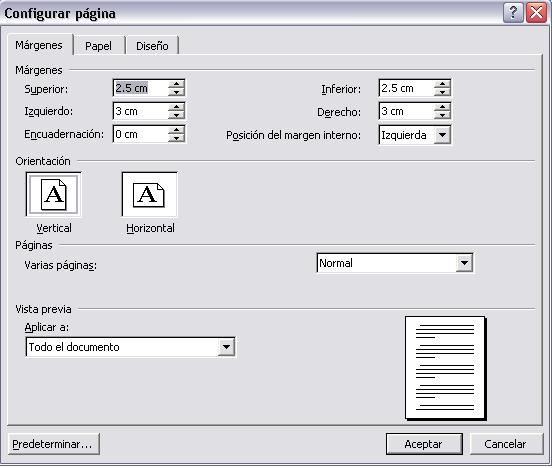 Configurar página
Márgenes Papel Diseño
Márgenes
Superior: 2.5 cm Inferior: 2.5 cm
Izquierdo: 3 cm Derecho: 3 cm
Encuadernación: 0 cm Posición del margen interno: Izquierda
Orientación
A A
Vertical Horizontal
Páginas
Varias páginas: Normal
Vista previa
Aplicar a:
Todo el documento
Predeterminar... Aceptar Cancelar